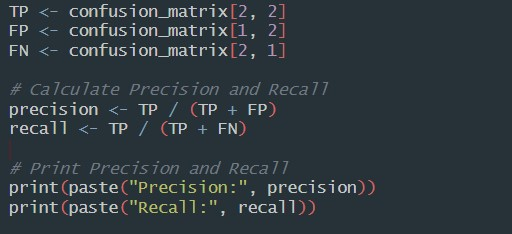 TP <- confusion_matrix[2, 2]
FP <- confusion_matrix[1, 2]
FN <- confusion_matrix[2, 1]
# Calculate Precision and Recall
precision <- TP / (TP + FP)
recall <- TP / (TP + FN)
# Print Precision and Recall
print(paste("Precision:", precision))
print(paste("Recall:", recall))